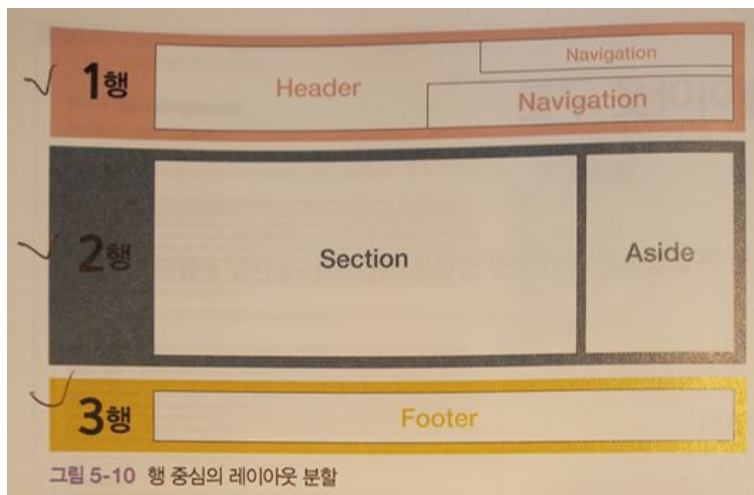 1행
Header
Navigation
Navigation
2행
Section
Aside
3행
Footer
그림 5-10 행 중심의 레이아웃 분할